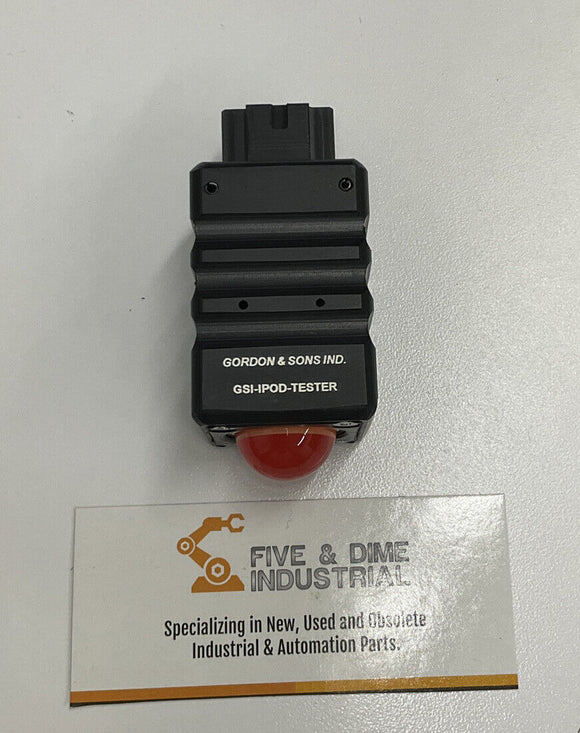 GORDON & SONS IND.
GSI-IPOD-TESTER
FIVE & DIME
INDUSTRIAL
Specializing in New, Used and Obsolete
Industrial & Automation Parts.